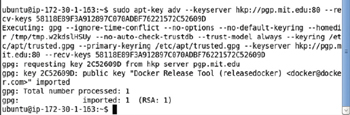 ubuntu@ip-172-30-1-163:~$ sudo apt-key adv --keyserver hkp://pgp.mit.edu:80 --re
cv-keys 58118E89F3A912897C070ADBF76221572C52609D
Executing: gpg --ignore-time-conflict --no-options --no-default-keyring --homedi
r /tmp/tmp.w2kdslHSUy --no-auto-check-trustdb --trust-model always --keyring /et
c/apt/trusted.gpg --primary-keyring /etc/apt/trusted.gpg --keyserver hkp://pgp.m
it.edu:80 --recv-keys 58118E89F3A912897C070ADBF76221572C52609D
gpg: requesting key 2C52609D from hkp server pgp.mit.edu
gpg: key 2C52609D: public key "Docker Release Tool (releasedocker) <docker@docke
r.com>" imported
gpg: Total number processed: 1
gpg: imported: 1 (RSA: 1)
ubuntu@ip-172-30-1-163:~$